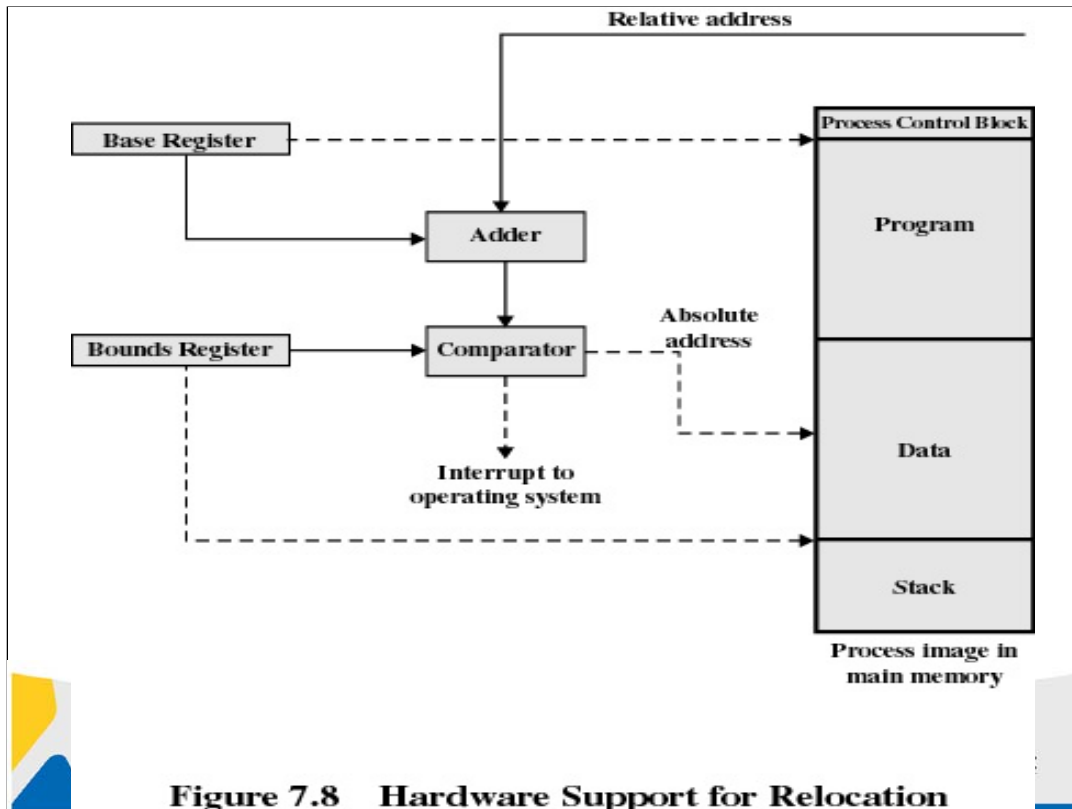 Relative address
Process Control Block
Base Register
Program
Adder
Absolute
address
Bounds Register
Comparator
Data
Interrupt to
operating system
Stack
Process image in
main memory
Figure 7.8 Hardware Support for Relocation